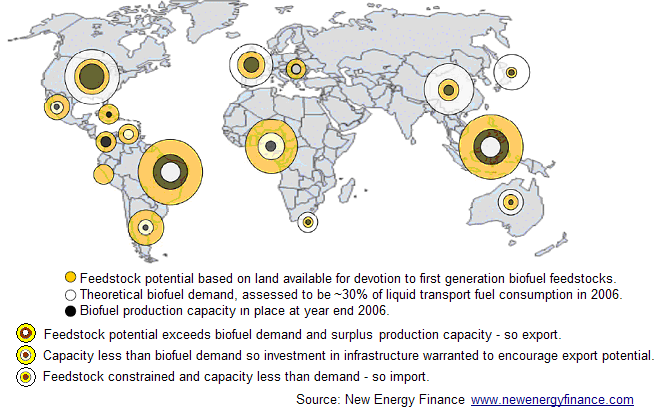 Feedstock potential based on land available for devotion to first generation biofuel feedstocks.
Theoretical biofuel demand, assessed to be ~30% of liquid transport fuel consumption in 2006.
Biofuel production capacity in place at year end 2006.
Feedstock potential exceeds biofuel demand and surplus production capacity - so export.
Capacity less than biofuel demand so investment in infrastructure warranted to encourage export potential.
Feedstock constrained and capacity less than demand - so import.
Source: New Energy Finance www.newenergyfinance.com